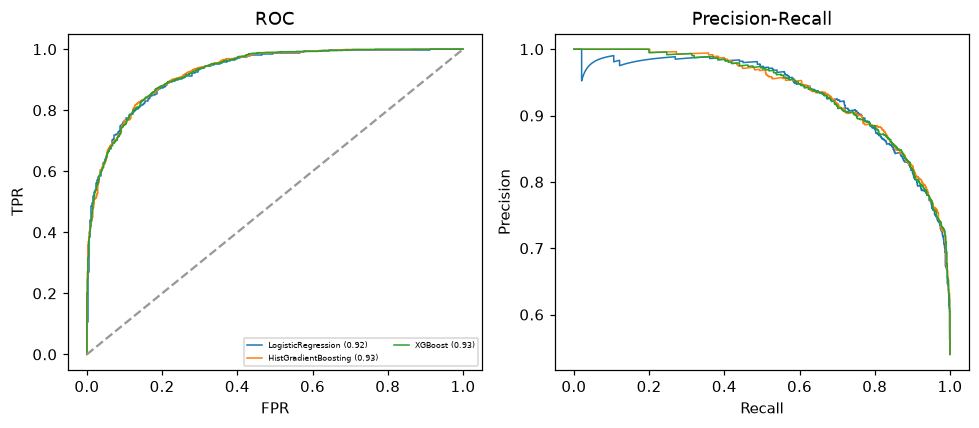 ROC
1.0
0.8
0.6
0.4
0.2
0.0
TPR
0.0 0.2 0.4 0.6 0.8 1.0
FPR
LogisticRegression (0.92)
HistGradientBoosting (0.93)
XGBoost (0.93)
Precision-Recall
1.0
0.9
0.8
0.7
0.6
Precision
0.0 0.2 0.4 0.6 0.8 1.0
Recall